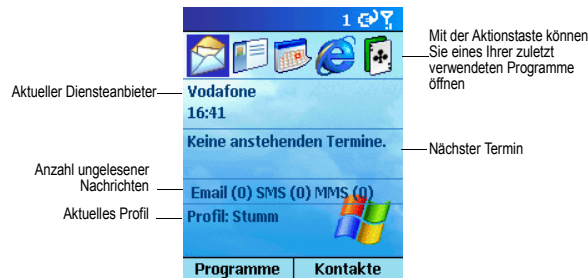 1
Mit der Aktionstaste können
Sie eines Ihrer zuletzt
verwendeten Programme
öffnen
Aktueller Diensteanbieter
Vodafone
16:41
Keine anstehenden Termine.
Nächster Termin
Anzahl ungelesener
Nachrichten
Email (0) SMS (0) MMS (0)
Aktuelles Profil
Profil: Stumm
Programme
Kontakte